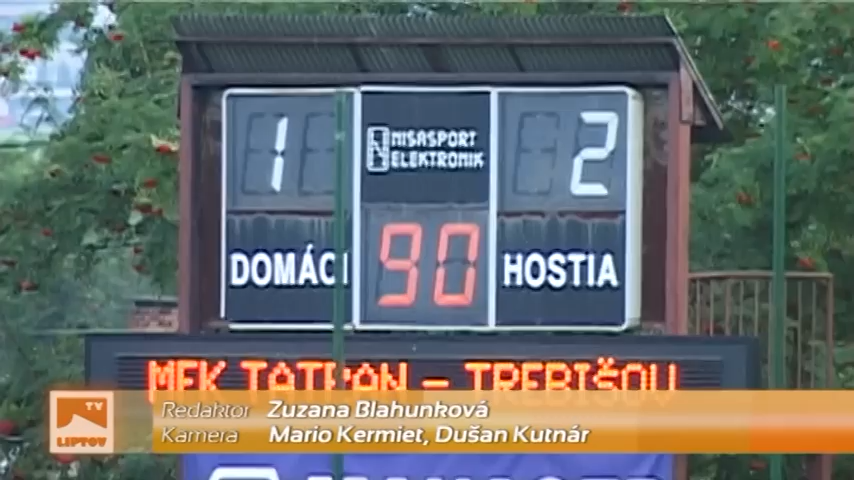 1 2
NISASPORT
ELEKTRONIK
DOMÁCI 90 HOSTIA
MFK TATRAN - TREBIŠOV
TV
LIPTOV
Redaktor Zuzana Blahunková
Kamera Mario Kermiet, Dušan Kutnár